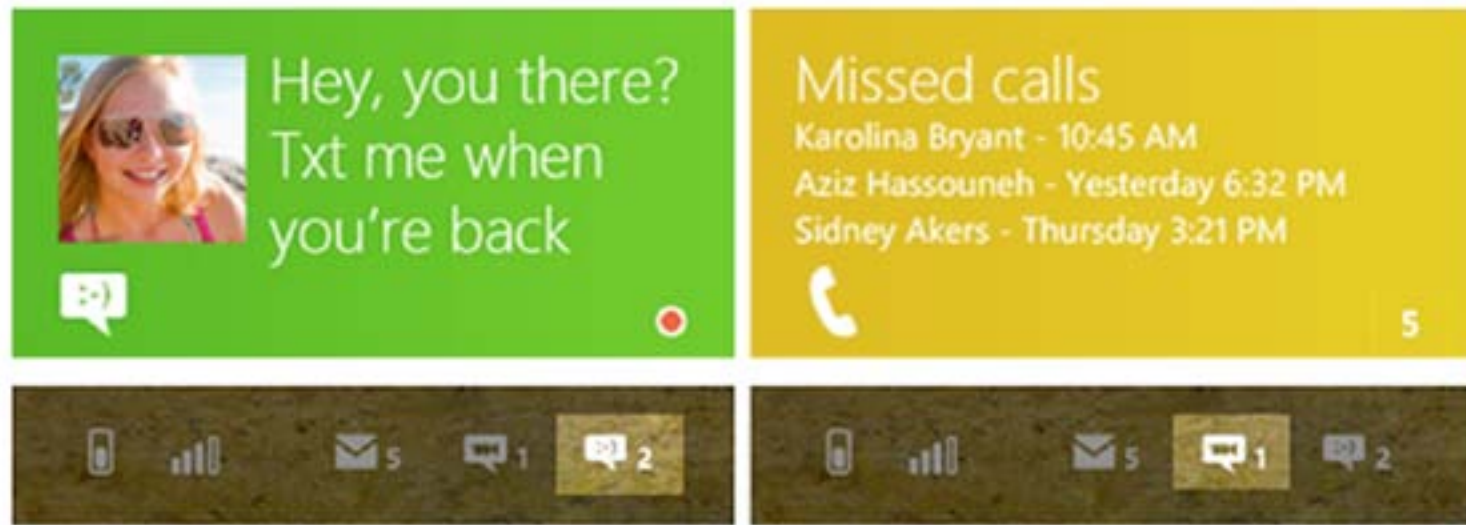 Hey, you there?
Txt me when
you're back
:-)
Missed calls
Karolina Bryant - 10:45 AM
Aziz Hassouneh - Yesterday 6:32 PM
Sidney Akers - Thursday 3:21 PM
5
5
1
:-) 2
5
1
:-) 2